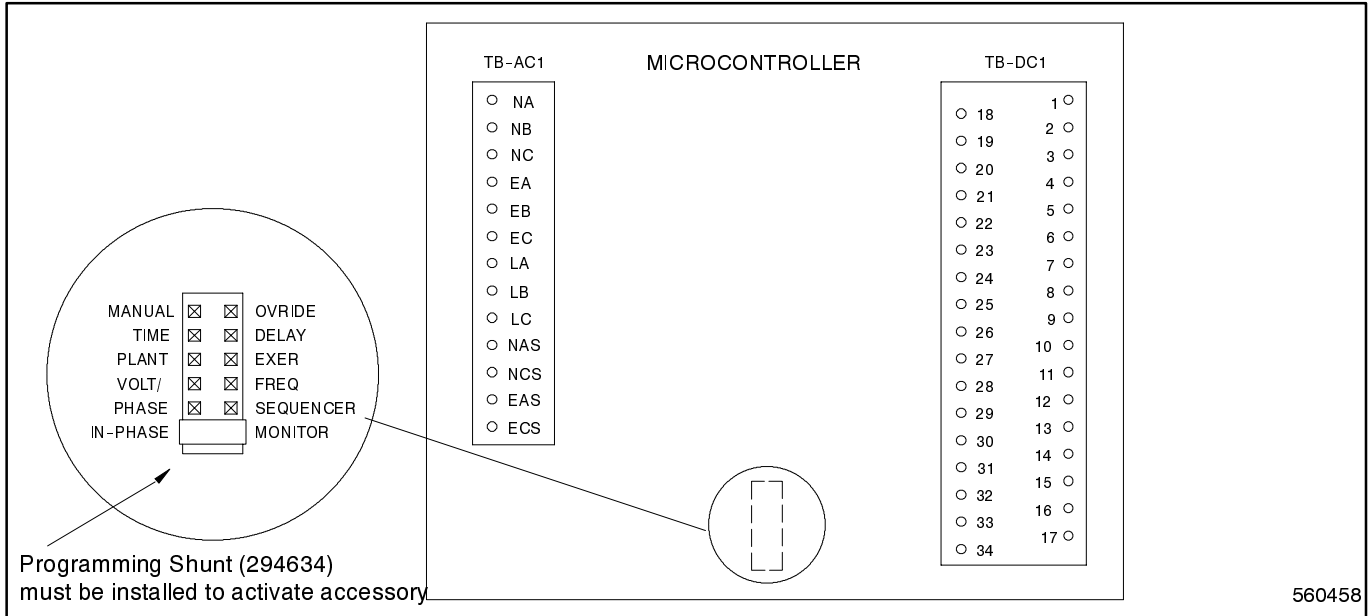 TB-AC1
MICROCONTROLLER
TB-DC1
NA
NB
NC
EA
EB
EC
LA
LB
LC
NAS
NCS
EAS
ECS
18
19
20
21
22
23
24
25
26
27
28
29
30
31
32
33
34
1
2
3
4
5
6
7
8
9
10
11
12
13
14
15
16
17
MANUAL OVRIDE
TIME DELAY
PLANT EXER
VOLT/ FREQ
PHASE SEQUENCER
IN-PHASE MONITOR
Programming Shunt (294634)
must be installed to activate accessory
560458